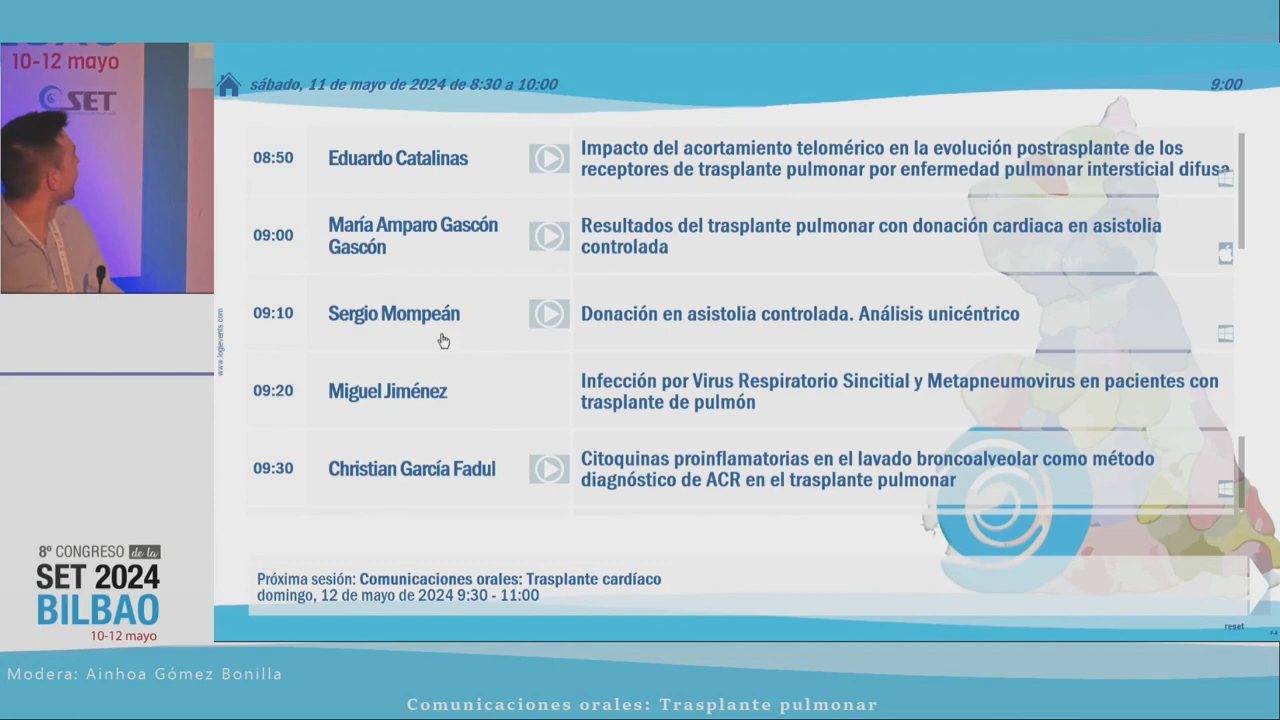 10-12 mayo
SET
sábado, 11 de mayo de 2024 de 8:30 a 10:00
9:00
08:50
Eduardo Catalinas
Impacto del acortamiento telomérico en la evolución postrasplante de los
receptores de trasplante pulmonar por enfermedad pulmonar intersticial difusa
09:00
María Amparo Gascón
Gascón
Resultados del trasplante pulmonar con donación cardiaca en asistolia
controlada
09:10
Sergio Mompeán
Donación en asistolia controlada. Análisis unicéntrico
09:20
Miguel Jiménez
Infección por Virus Respiratorio Sincitial y Metapneumovirus en pacientes con
trasplante de pulmón
09:30
Christian García Fadul
Citoquinas proinflamatorias en el lavado broncoalveolar como método
diagnóstico de ACR en el trasplante pulmonar
www.logievents.com
Próxima sesión: Comunicaciones orales: Trasplante cardíaco
domingo, 12 de mayo de 2024 9:30 - 11:00
reset
8º CONGRESO de la
SET 2024
BILBAO
10-12 mayo
Modera: Ainhoa Gómez Bonilla
Comunicaciones orales: Trasplante pulmonar